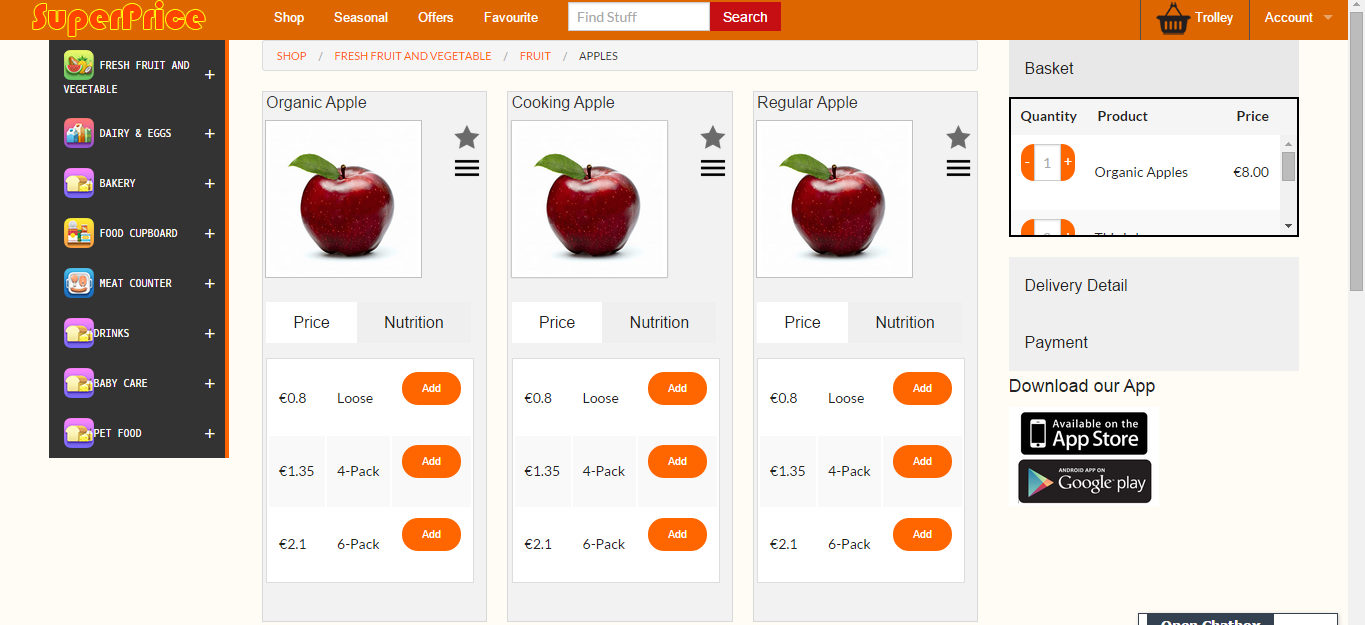 SuperPrice
Shop Seasonal Offers Favourite Find Stuff Search Trolley Account
FRESH FRUIT AND
VEGETABLE +
DAIRY & EGGS +
BAKERY +
FOOD CUPBOARD +
MEAT COUNTER +
DRINKS +
BABY CARE +
PET FOOD +
SHOP / FRESH FRUIT AND VEGETABLE / FRUIT / APPLES
Organic Apple
Price Nutrition
€0.8 Loose Add
€1.35 4-Pack Add
€2.1 6-Pack Add
Cooking Apple
Price Nutrition
€0.8 Loose Add
€1.35 4-Pack Add
€2.1 6-Pack Add
Regular Apple
Price Nutrition
€0.8 Loose Add
€1.35 4-Pack Add
€2.1 6-Pack Add
Basket
Quantity Product Price
- 1 + Organic Apples €8.00
Delivery Detail
Payment
Download our App
Available on the
App Store
ANDROID APP ON
Google play
Open Chatbox